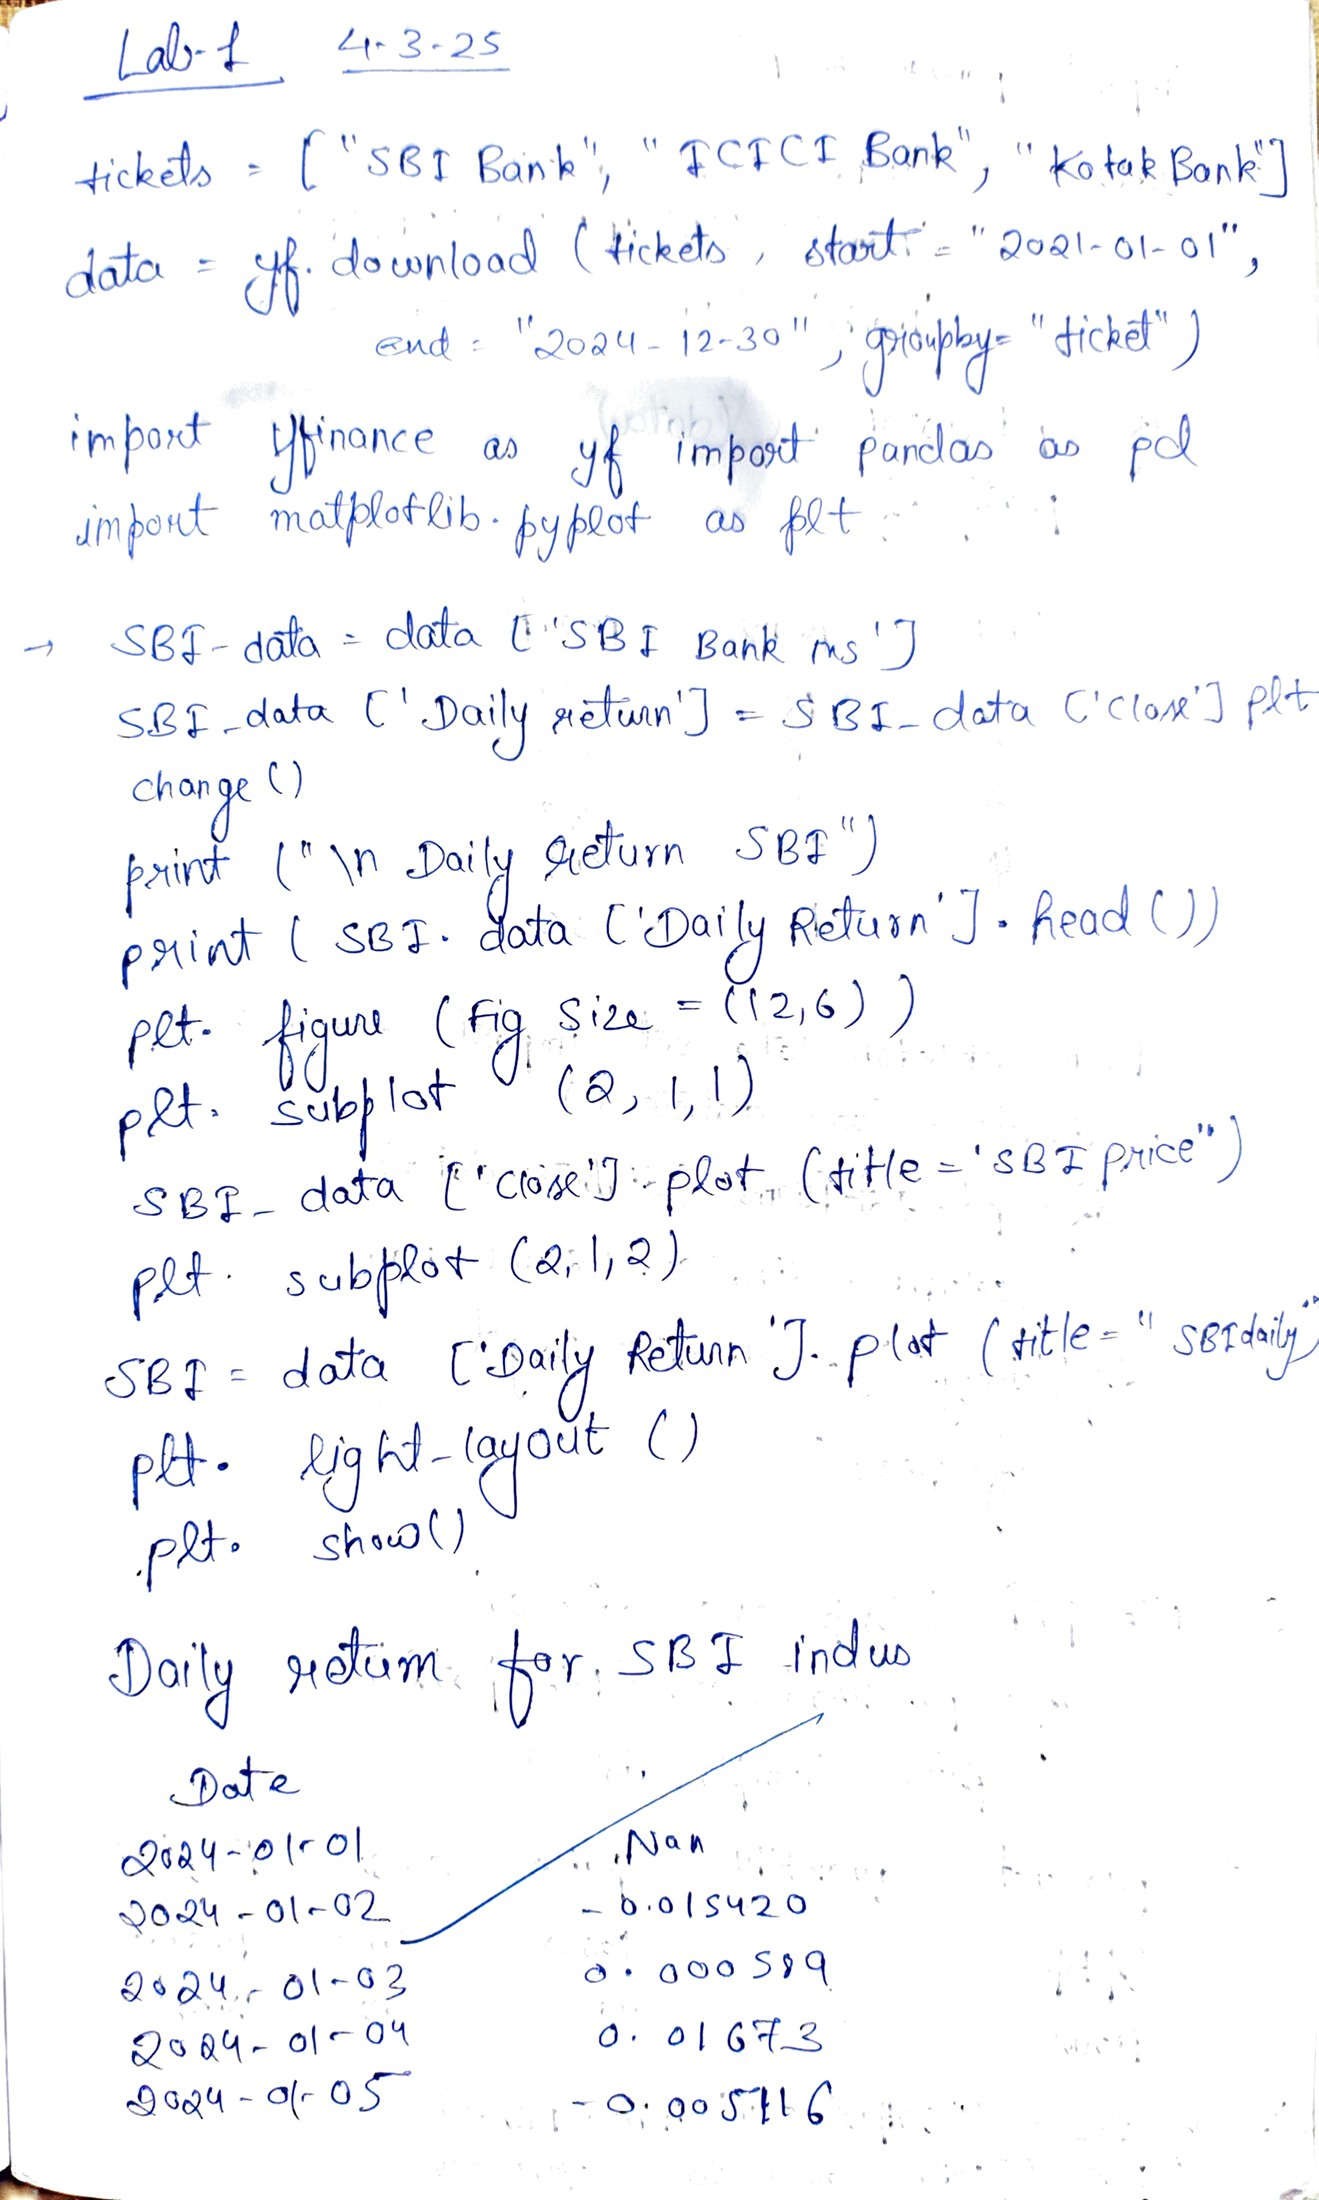 Lab-1 4-3-25
tickets = ["SBI Bank", "ICICI Bank", "Kotak Bank"]
data = yf. download (tickets, start = "2021-01-01",
end = "2024-12-30", groupby= "ticket")
import yfinance as yf import pandas as pd
import matplotlib. pyplot as plt
→ SBI-data = data ['SBI Bank ms']
SBI_data ['Daily return'] = SBI_data ['Close'] plt
change ()
print ("\n Daily return SBI")
print ( SBI. data ['Daily Return']. head ())
plt. figure (Fig Size = ((12,6) )
plt. subplot (2, 1, 1)
SBI_ data ['close']. plot (title = 'SBI price")
plt. subplot (2, 1, 2)
SBI = data ['Daily Return']. plot (title = " SBIdaily")
plt. light-layout ()
plt. show()
Daily return for SBI indus
Date
2024-01-01 Nan
2024-01-02 -0.015420
2024-01-03 0.000589
2024-01-04 0.01673
2024-01-05 -0.005116